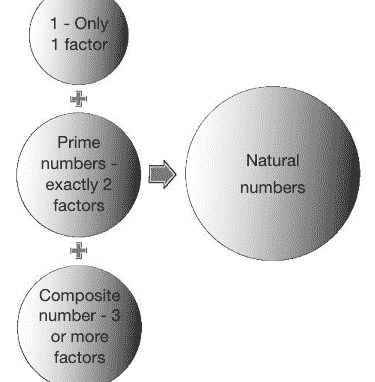 1 - Only
1 factor
Prime
numbers -
exactly 2
factors
Natural
numbers
Composite
number - 3
or more
factors